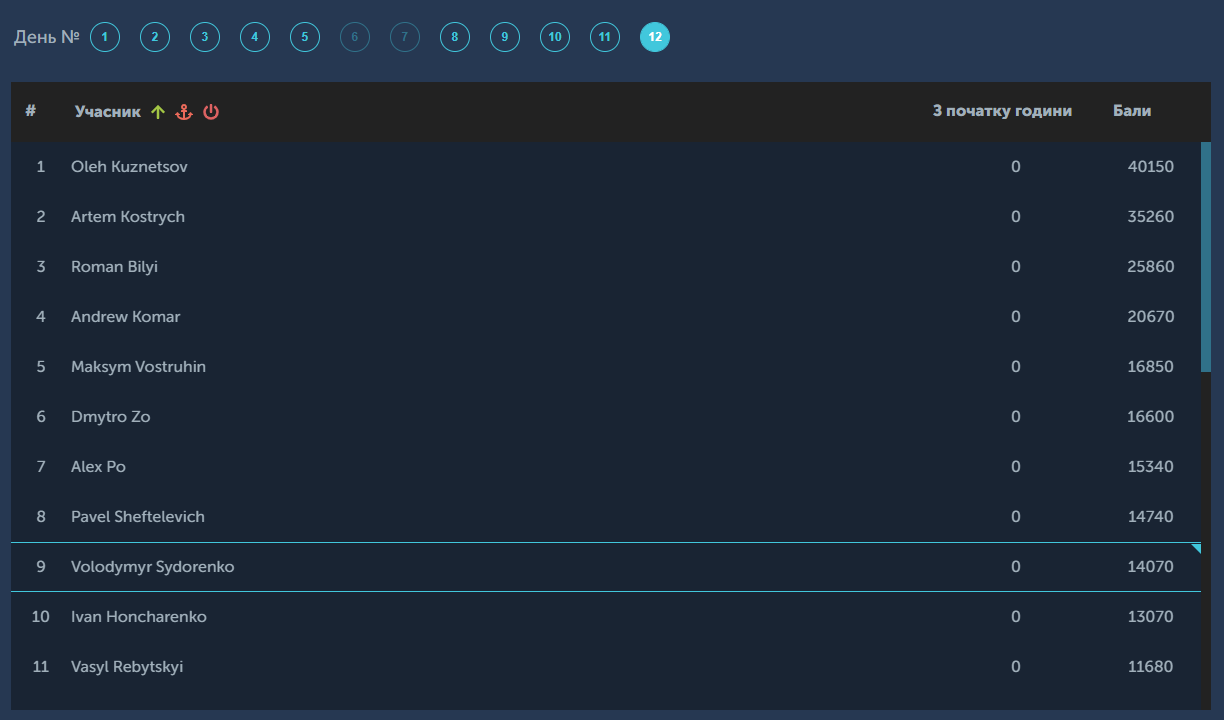 День № 1 2 3 4 5 6 7 8 9 10 11 12
# Учасник З початку години Бали
1 Oleh Kuznetsov 0 40150
2 Artem Kostrych 0 35260
3 Roman Bilyi 0 25860
4 Andrew Komar 0 20670
5 Maksym Vostruhin 0 16850
6 Dmytro Zo 0 16600
7 Alex Po 0 15340
8 Pavel Sheftelevich 0 14740
9 Volodymyr Sydorenko 0 14070
10 Ivan Honcharenko 0 13070
11 Vasyl Rebytskyi 0 11680